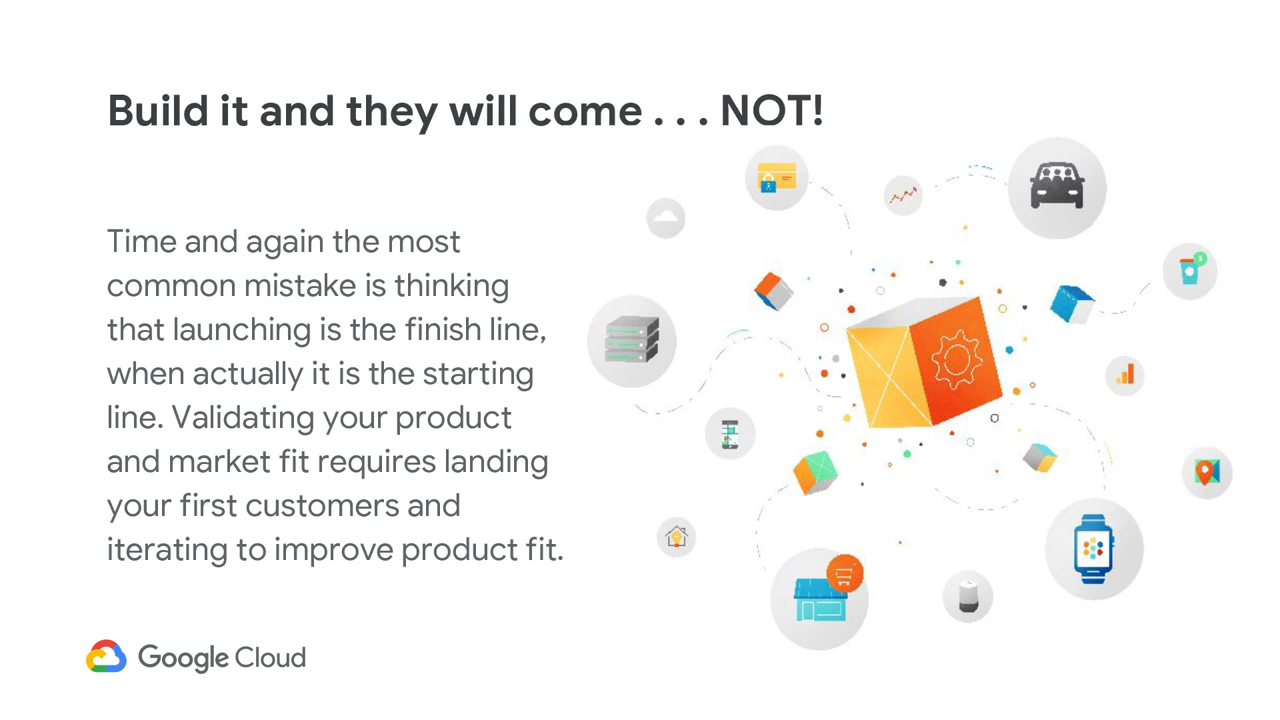 Build it and they will come . . . NOT!
Time and again the most
common mistake is thinking
that launching is the finish line,
when actually it is the starting
line. Validating your product
and market fit requires landing
your first customers and
iterating to improve product fit.
Google Cloud